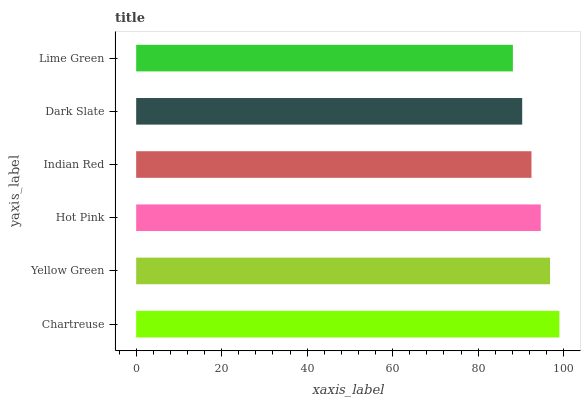 title
Lime Green
Dark Slate
Indian Red
Hot Pink
Yellow Green
Chartreuse
yaxis_label
0 20 40 60 80 100
xaxis_label